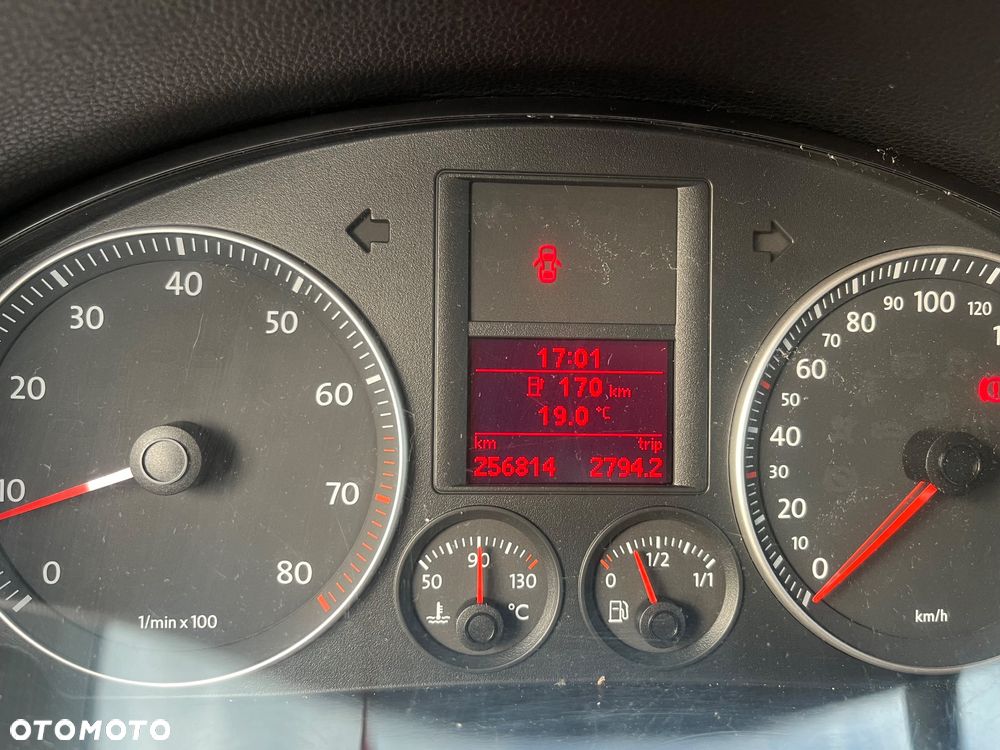 17:01
170 km
19.0 °C
km trip
256814 2794.2
10 20 30 40 50 60 70 80
0
1/min x 100
50 90 130
°C
0 1/2 1/1
0 10 20 30 40 50 60 70 80 90 100 120
km/h
OTOMOTO